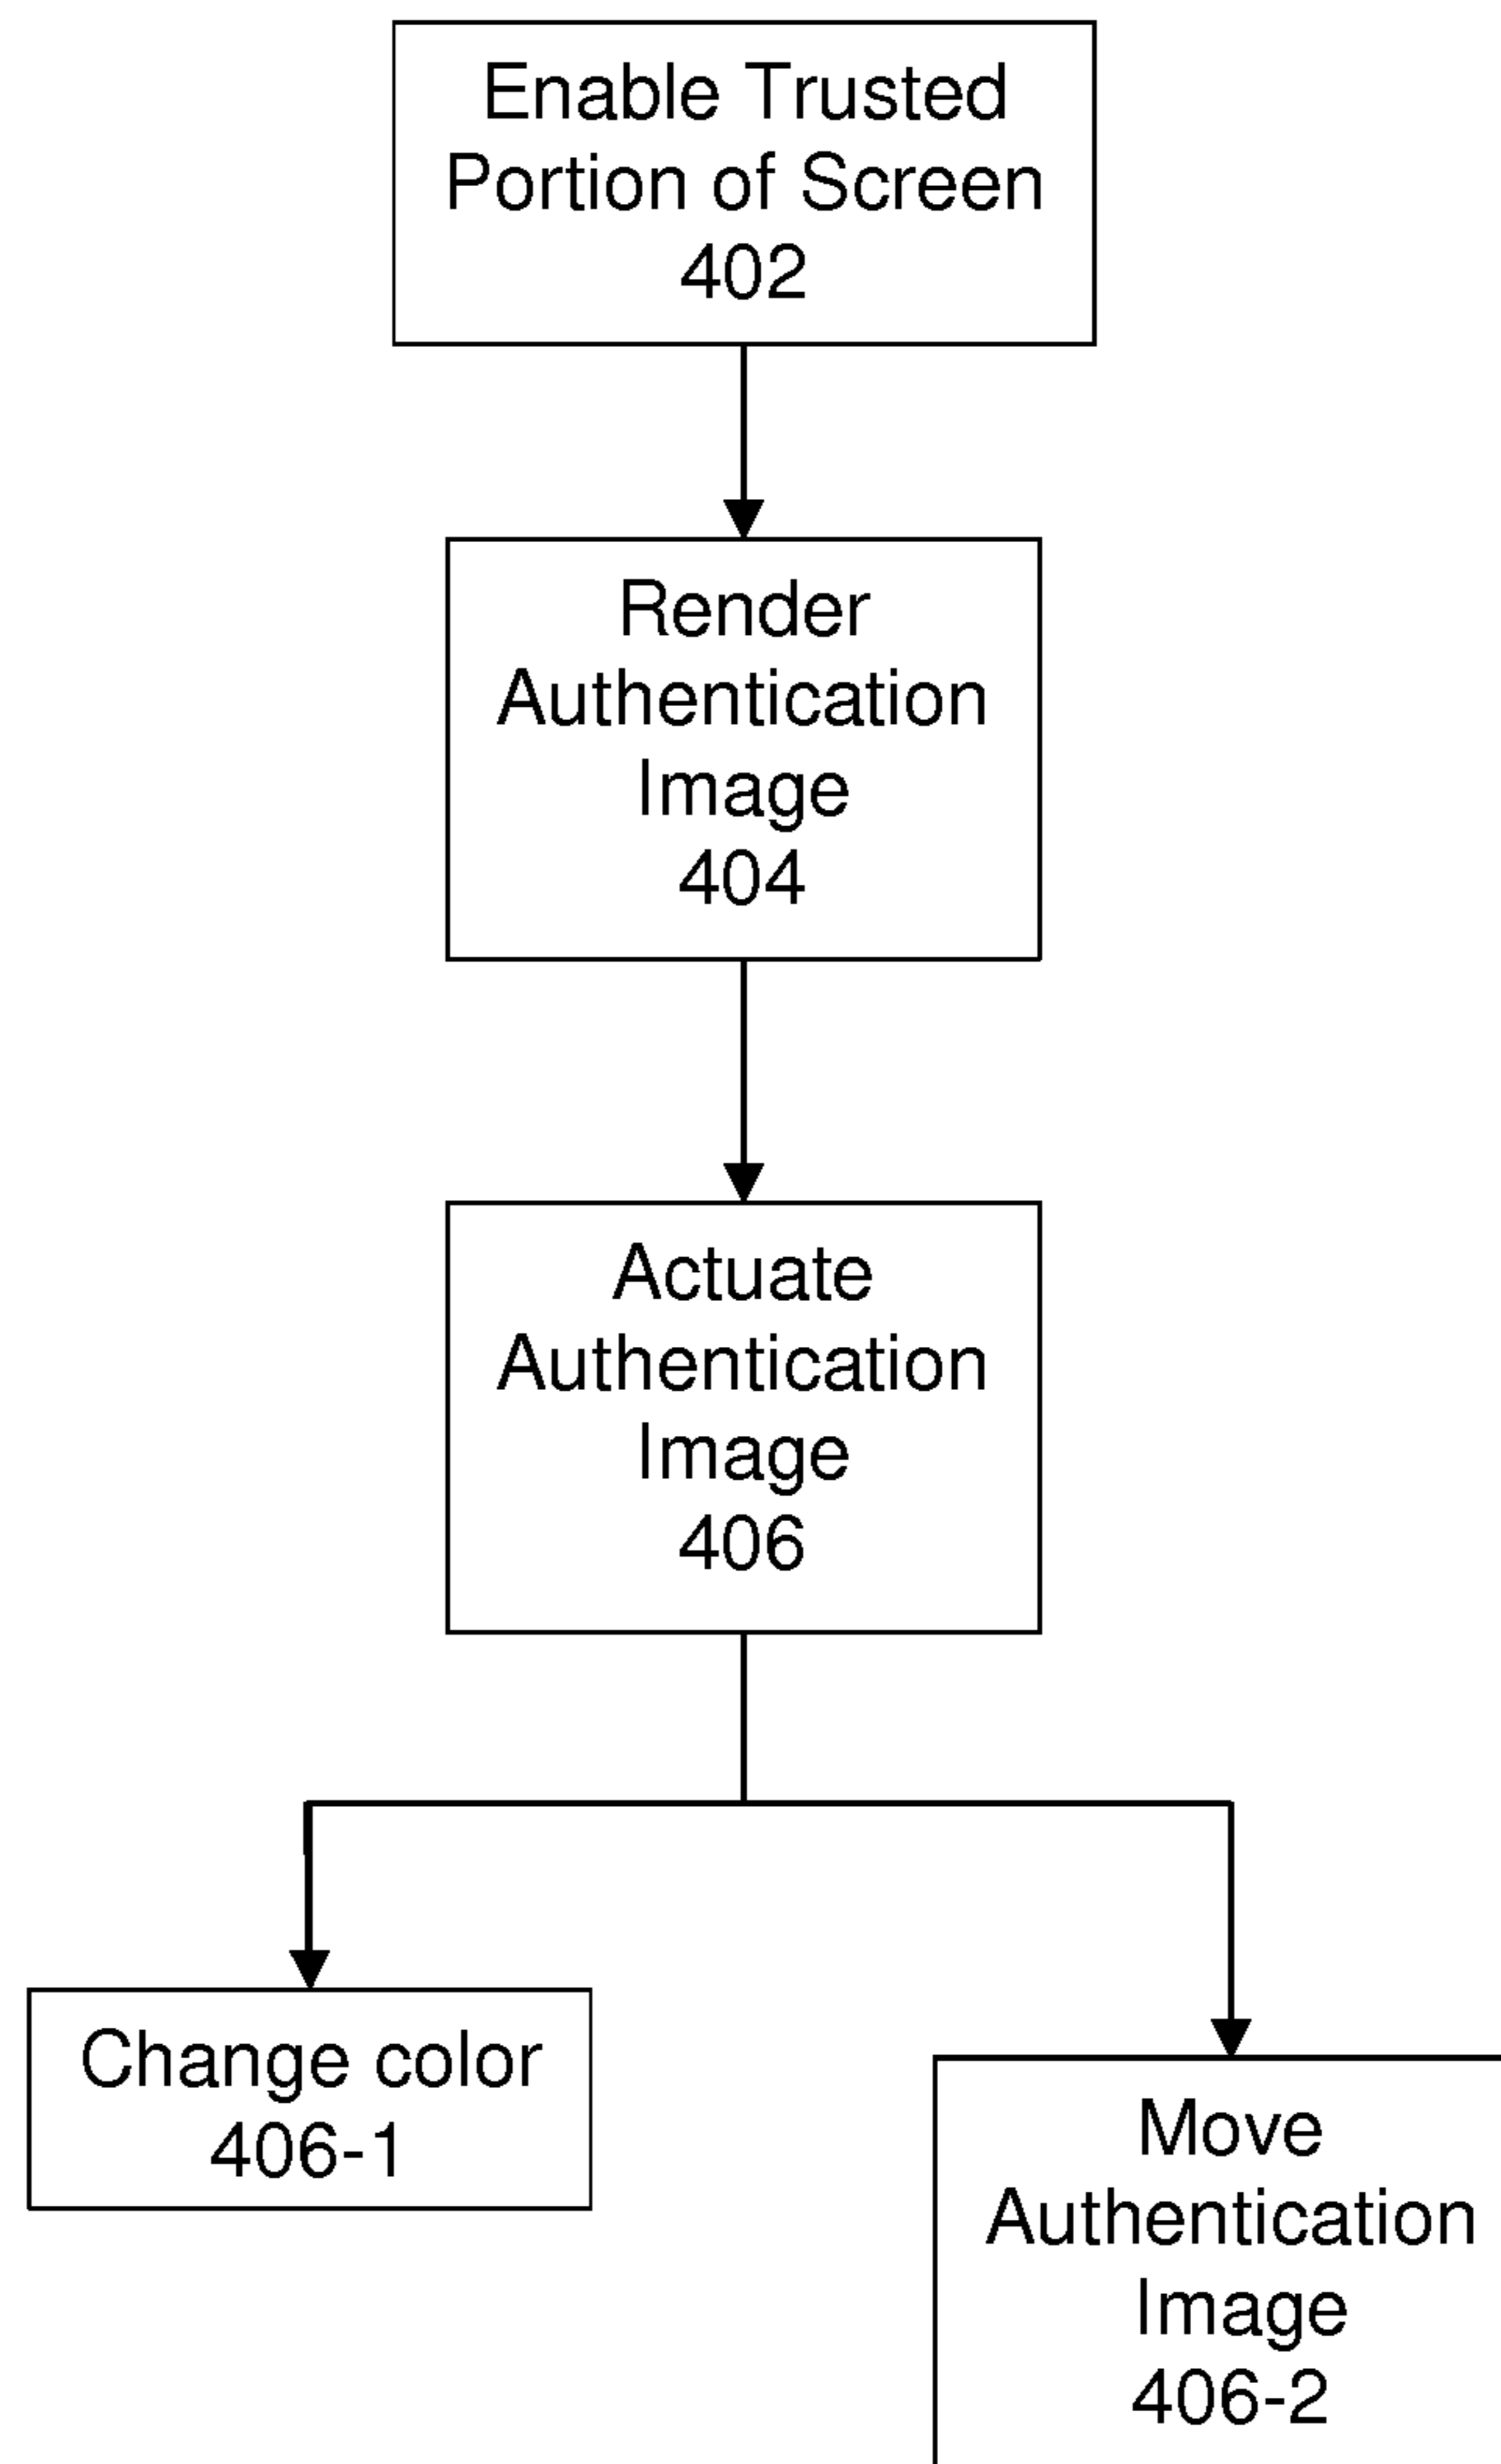 Enable Trusted
Portion of Screen
402
Render
Authentication
Image
404
Actuate
Authentication
Image
406
Change color
406-1
Move
Authentication
Image
406-2